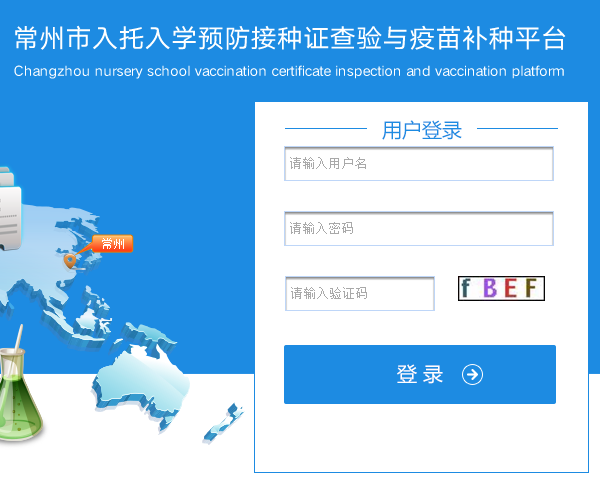 常州市入托入学预防接种证查验与疫苗补种平台
Changzhou nursery school vaccination certificate inspection and vaccination platform
用户登录
请输入用户名
常州
请输入密码
请输入验证码
f B E F
登录